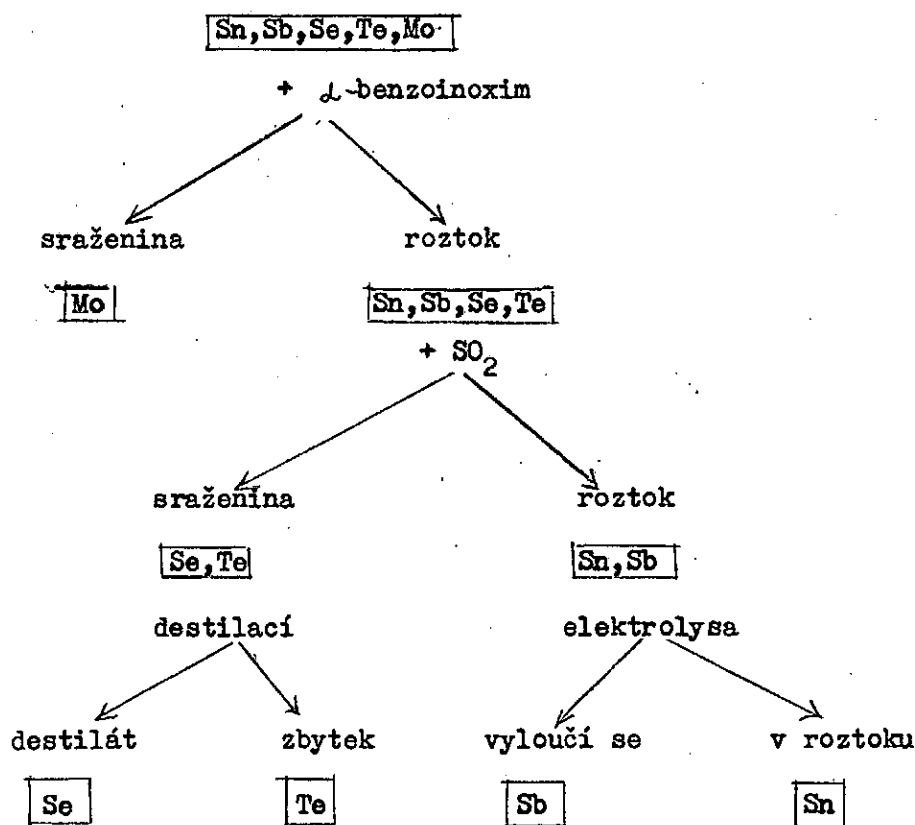 Sn,Sb,Se,Te,Mo
+ α-benzoinoxim
sraženina roztok
Mo Sn,Sb,Se,Te
+ SO2
sraženina roztok
Se,Te Sn,Sb
destilací elektrolysa
destilát zbytek vyloučí se v roztoku
Se Te Sb Sn